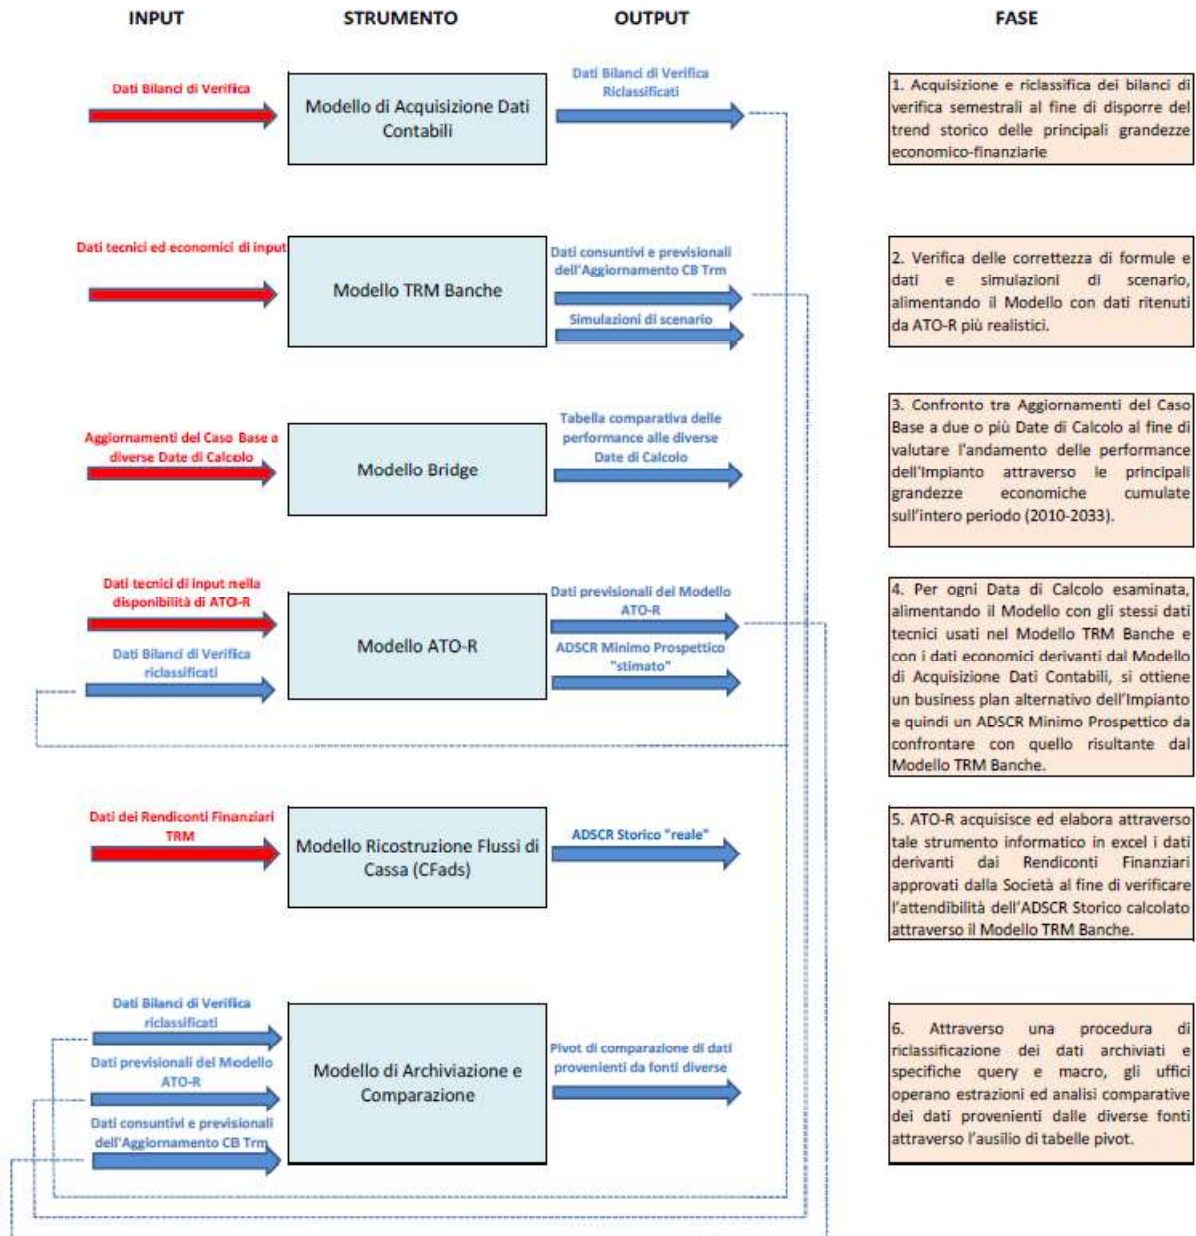 INPUT
STRUMENTO
OUTPUT
FASE
Dati Bilanci di Verifica
Modello di Acquisizione Dati
Contabili
Dati Bilanci di Verifica
Riclassificati
1. Acquisizione e riclassifica dei bilanci di
verifica semestrali al fine di disporre del
trend storico delle principali grandezze
economico-finanziarie
Dati tecnici ed economici di input
Modello TRM Banche
Dati consuntivi e previsionali
dell'Aggiornamento CB Trm
Simulazioni di scenario
2. Verifica delle correttezza di formule e
dati e simulazioni di scenario,
alimentando il Modello con dati ritenuti
da ATO-R più realistici.
Aggiornamenti del Caso Base a
diverse Date di Calcolo
Modello Bridge
Tabella comparativa delle
performance alle diverse
Date di Calcolo
3. Confronto tra Aggiornamenti del Caso
Base a due o più Date di Calcolo al fine di
valutare l'andamento delle performance
dell'Impianto attraverso le principali
grandezze economiche cumulate
sull'intero periodo (2010-2033).
Dati tecnici di input nella
disponibilità di ATO-R
Dati Bilanci di Verifica
riclassificati
Modello ATO-R
Dati previsionali del Modello
ATO-R
ADSCR Minimo Prospettico
"stimato"
4. Per ogni Data di Calcolo esaminata,
alimentando il Modello con gli stessi dati
tecnici usati nel Modello TRM Banche e
con i dati economici derivanti dal Modello
di Acquisizione Dati Contabili, si ottiene
un business plan alternativo dell'Impianto
e quindi un ADSCR Minimo Prospettico da
confrontare con quello risultante dal
Modello TRM Banche.
Dati dei Rendiconti Finanziari
TRM
Modello Ricostruzione Flussi di
Cassa (CFads)
ADSCR Storico "reale"
5. ATO-R acquisisce ed elabora attraverso
tale strumento informatico in excel i dati
derivanti dai Rendiconti Finanziari
approvati dalla Società al fine di verificare
l'attendibilità dell'ADSCR Storico calcolato
attraverso il Modello TRM Banche.
Dati Bilanci di Verifica
riclassificati
Dati previsionali del Modello
ATO-R
Dati consuntivi e previsionali
dell'Aggiornamento CB Trm
Modello di Archiviazione e
Comparazione
Pivot di comparazione di dati
provenienti da fonti diverse
6. Attraverso una procedura di
riclassificazione dei dati archiviati e
specifiche query e macro, gli uffici
operano estrazioni ed analisi comparative
dei dati provenienti dalle diverse fonti
attraverso l'ausilio di tabelle pivot.